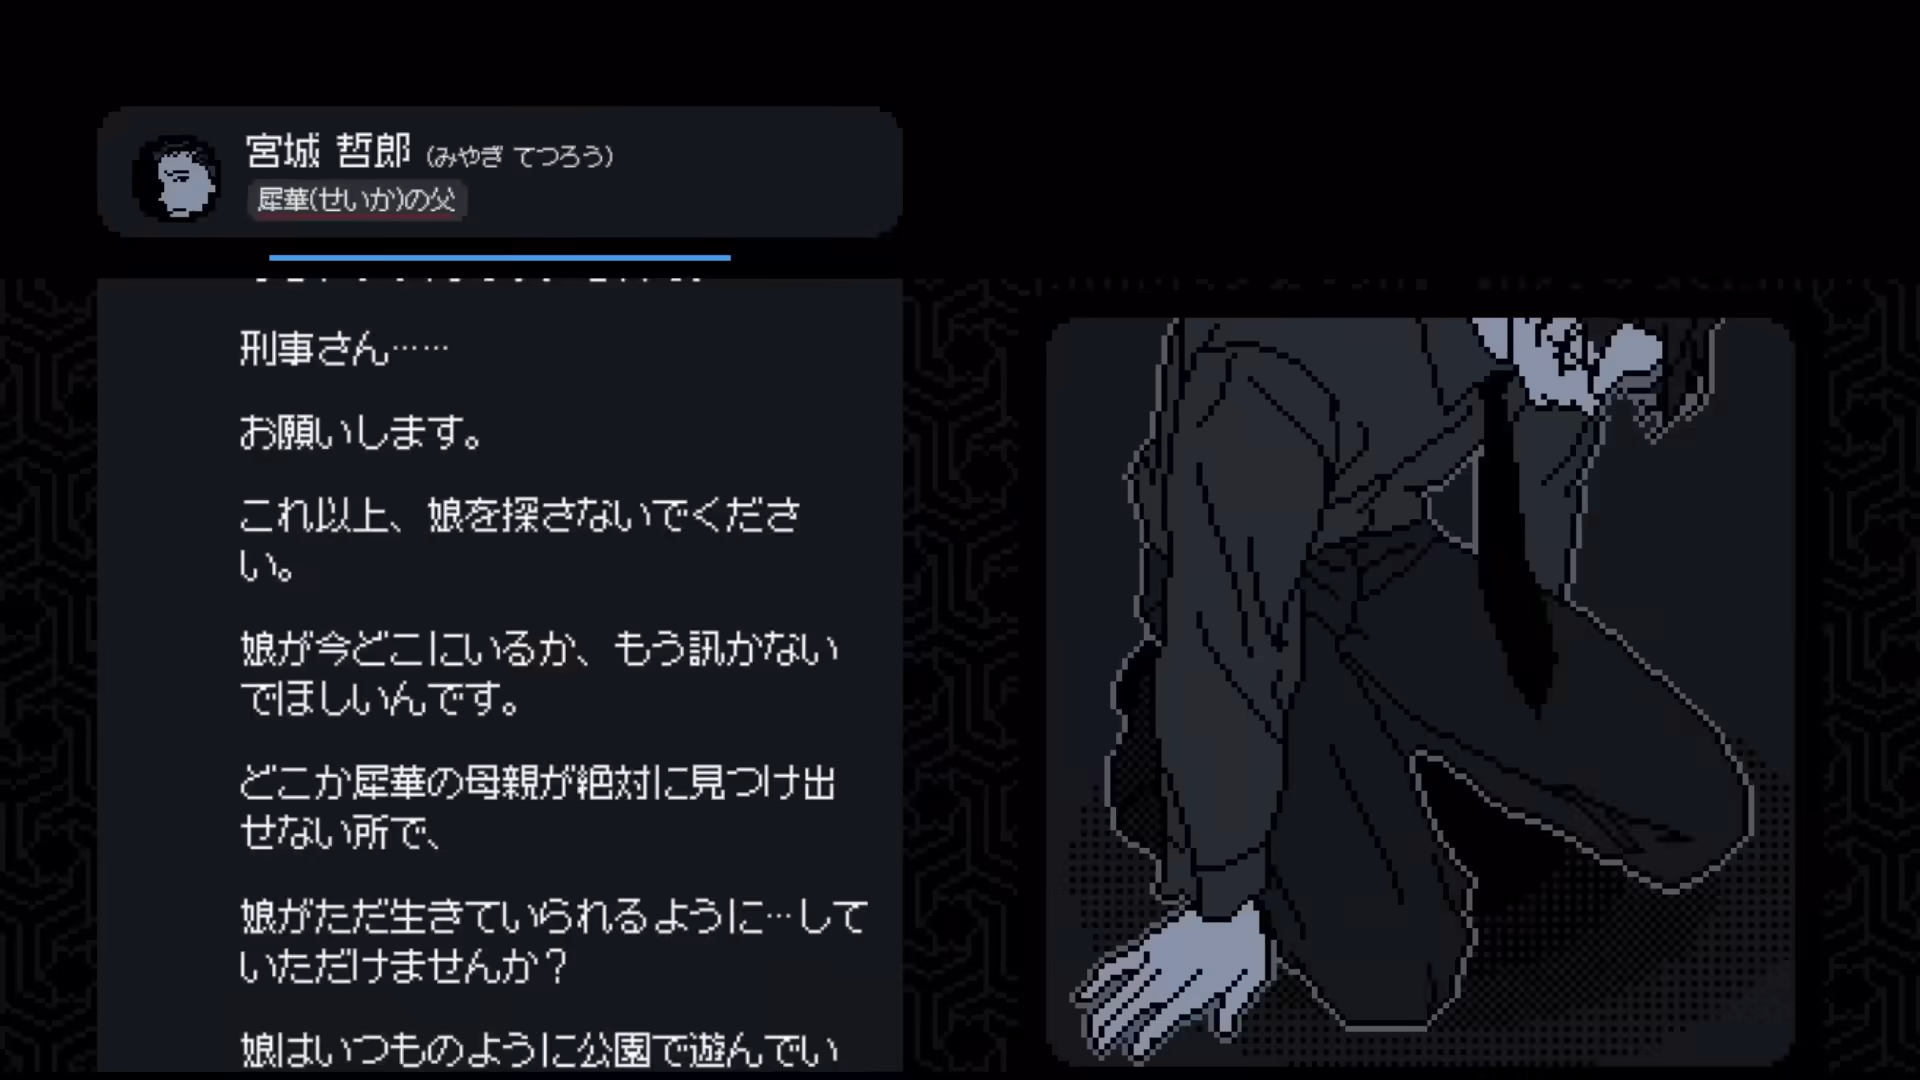 宮城 哲郎 (みやぎ てつろう)
犀華(せいか)の父
刑事さん……
お願いします。
これ以上、娘を探さないでくださ
い。
娘が今どこにいるか、もう訊かない
でほしいんです。
どこか犀華の母親が絶対に見つけ出
せない所で、
娘がただ生きていられるように…して
いただけませんか？
娘はいつものように公園で遊んでい